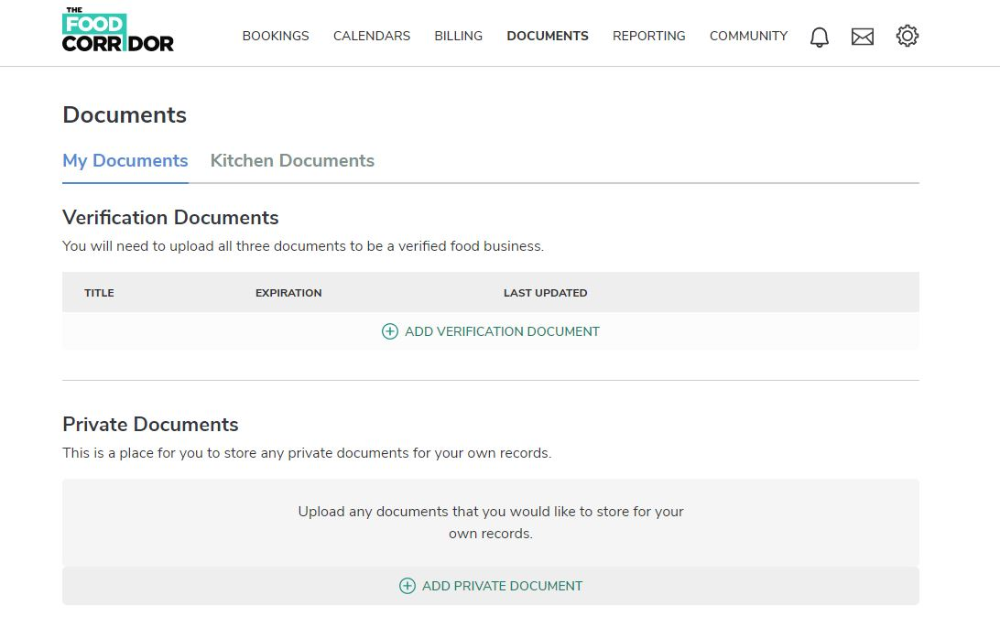 THE
FOOD
CORRIDOR
BOOKINGS CALENDARS BILLING DOCUMENTS REPORTING COMMUNITY
Documents
My Documents Kitchen Documents
Verification Documents
You will need to upload all three documents to be a verified food business.
TITLE EXPIRATION LAST UPDATED
ADD VERIFICATION DOCUMENT
Private Documents
This is a place for you to store any private documents for your own records.
Upload any documents that you would like to store for your
own records.
ADD PRIVATE DOCUMENT